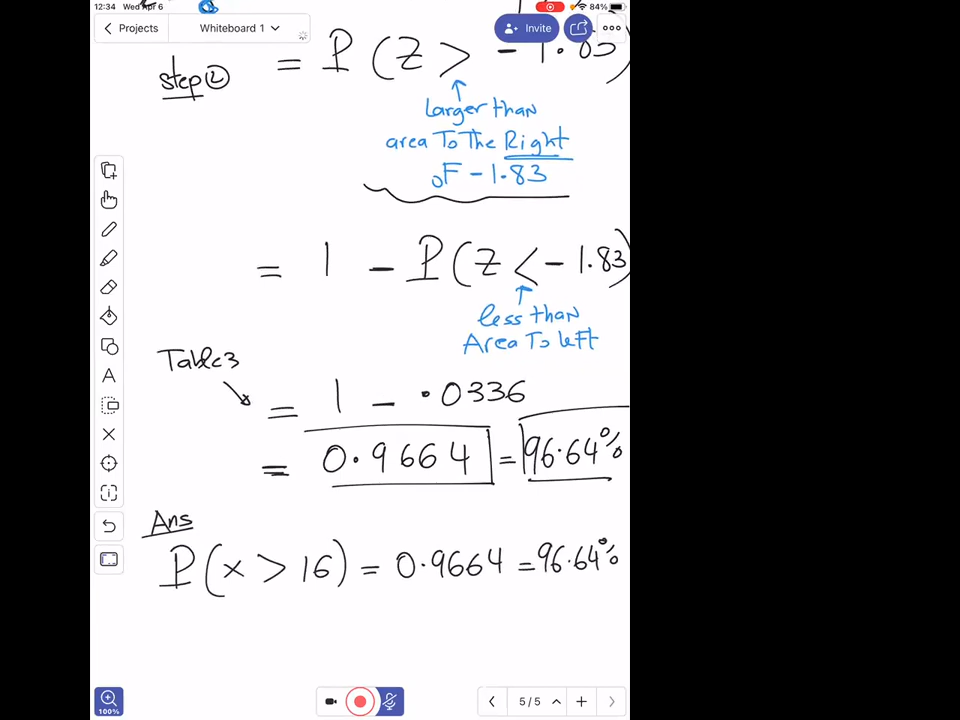 12:34 Wed Apr 6
84%
Projects
Whiteboard 1
Invite
step② = P(Z > -1.83)
larger than
area To The Right
oF -1.83
= 1 - P(Z < -1.83)
less than
Area To left
Table3
= 1 - .0336
= 0.9664 = 96.64%
Ans
P(x > 16) = 0.9664 = 96.64%
A
100%
5/5